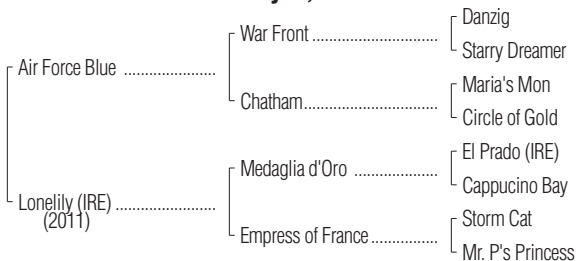 War Front ..............................
Danzig
Starry Dreamer
Air Force Blue ......................
Chatham................................
Maria's Mon
Circle of Gold
Medaglia d'Oro ....................
El Prado (IRE)
Cappucino Bay
Lonelily (IRE) ........................
(2011)
Empress of France................
Storm Cat
Mr. P's Princess